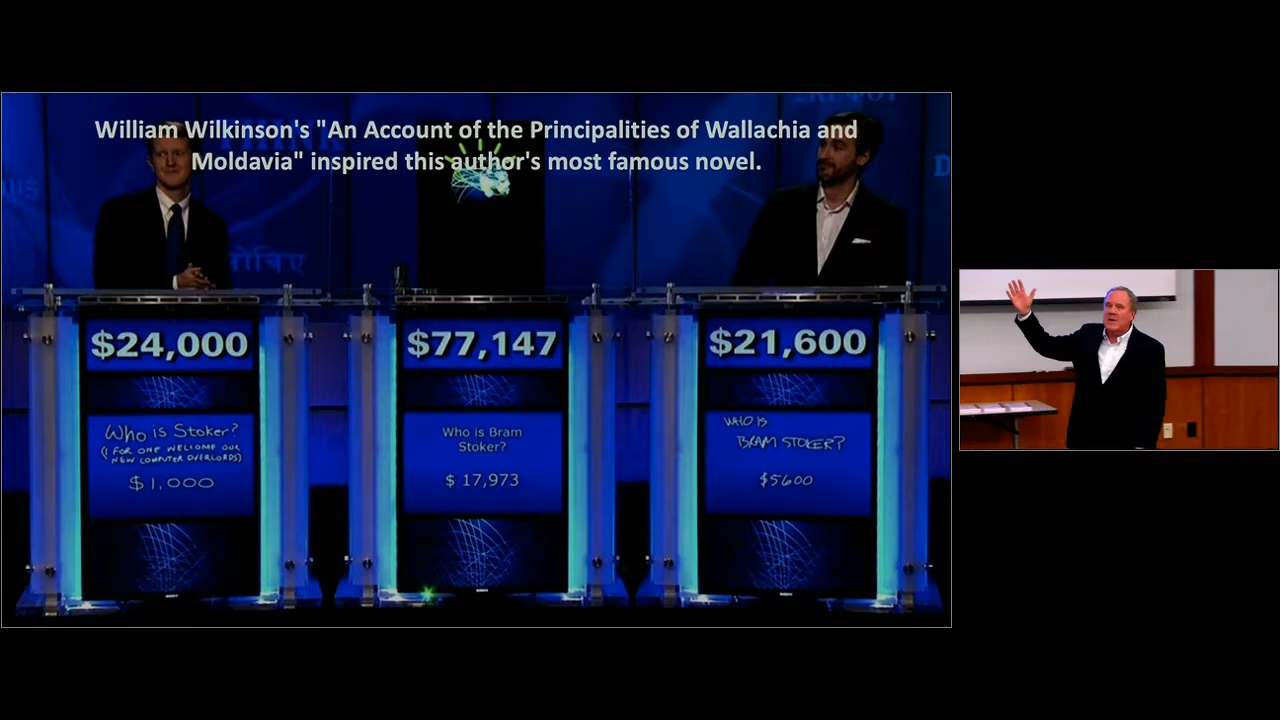 William Wilkinson's "An Account of the Principalities of Wallachia and
Moldavia" inspired this author's most famous novel.
THINK
$24,000
$77,147
$21,600
Who is Stoker?
(I FOR ONE WELCOME OUR
NEW COMPUTER OVERLORDS)
$1,000
Who is Bram
Stoker?
$ 17,973
WHO IS
BRAM STOKER?
$5600
SONY